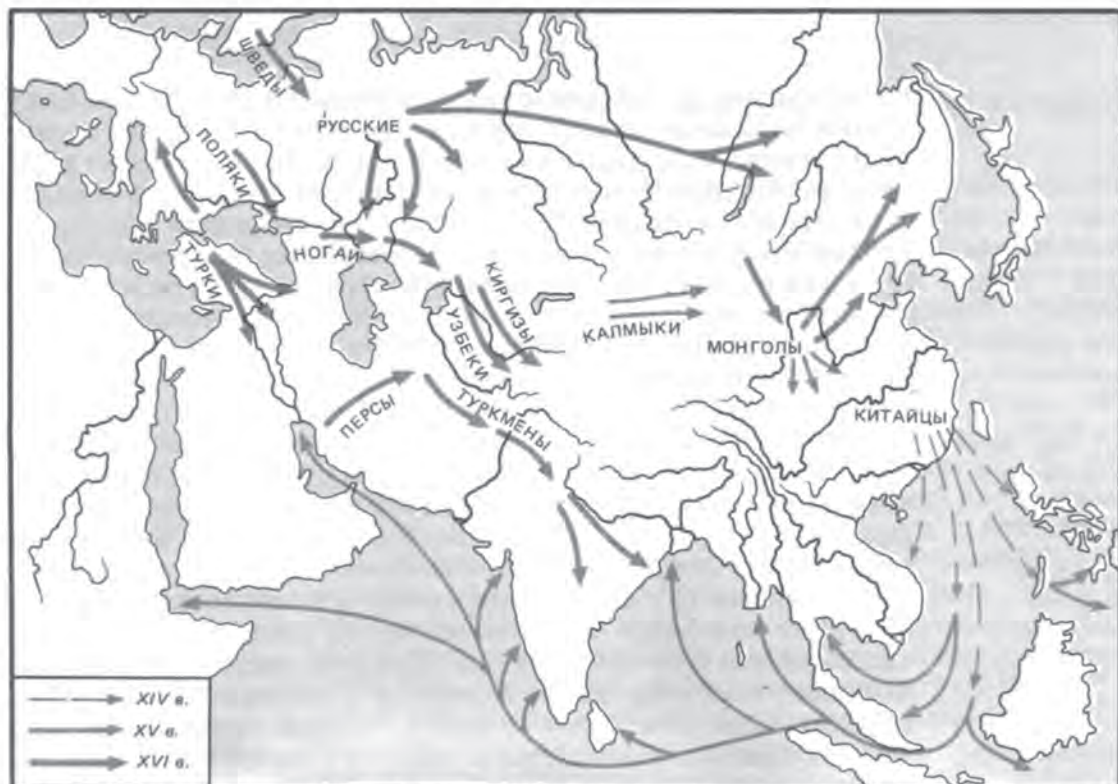 ШВЕДЫ
РУССКИЕ
ПОЛЯКИ
ТУРКИ
НОГАИ
КИРГИЗЫ
УЗБЕКИ
КАЛМЫКИ
МОНГОЛЫ
ПЕРСЫ
ТУРКМЕНЫ
КИТАЙЦЫ
XIV в.
XV в.
XVI в.